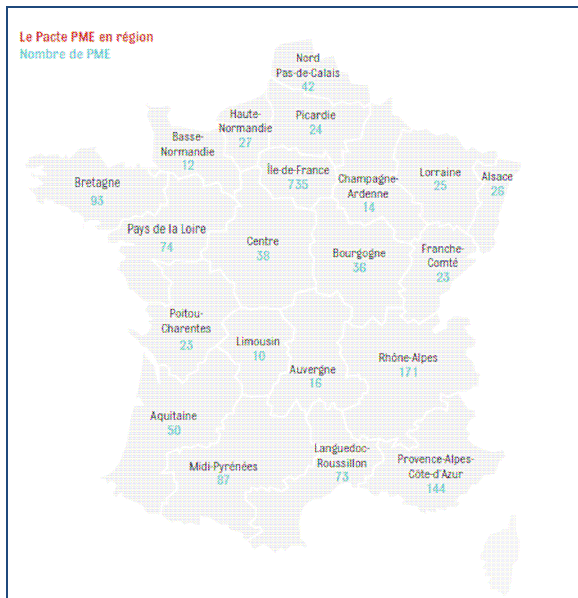 Le Pacte PME en région
Nombre de PME
Nord
Pas-de-Calais
42
Haute-
Normandie
27
Picardie
24
Basse-
Normandie
12
Île-de-France
735
Champagne-
Ardenne
14
Lorraine
25
Alsace
26
Bretagne
93
Pays de la Loire
74
Centre
38
Bourgogne
36
Franche-
Comté
23
Poitou-
Charentes
23
Limousin
10
Auvergne
16
Rhône-Alpes
171
Aquitaine
50
Midi-Pyrénées
87
Languedoc-
Roussillon
73
Provence-Alpes-
Côte-d'Azur
144